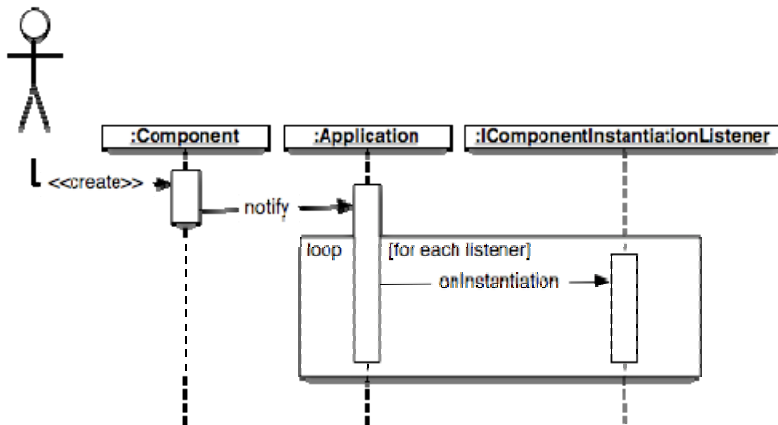 :Component
:Application
:IComponentInstantiationListener
<<create>>
notify
loop
[for each listener]
onInstantiation